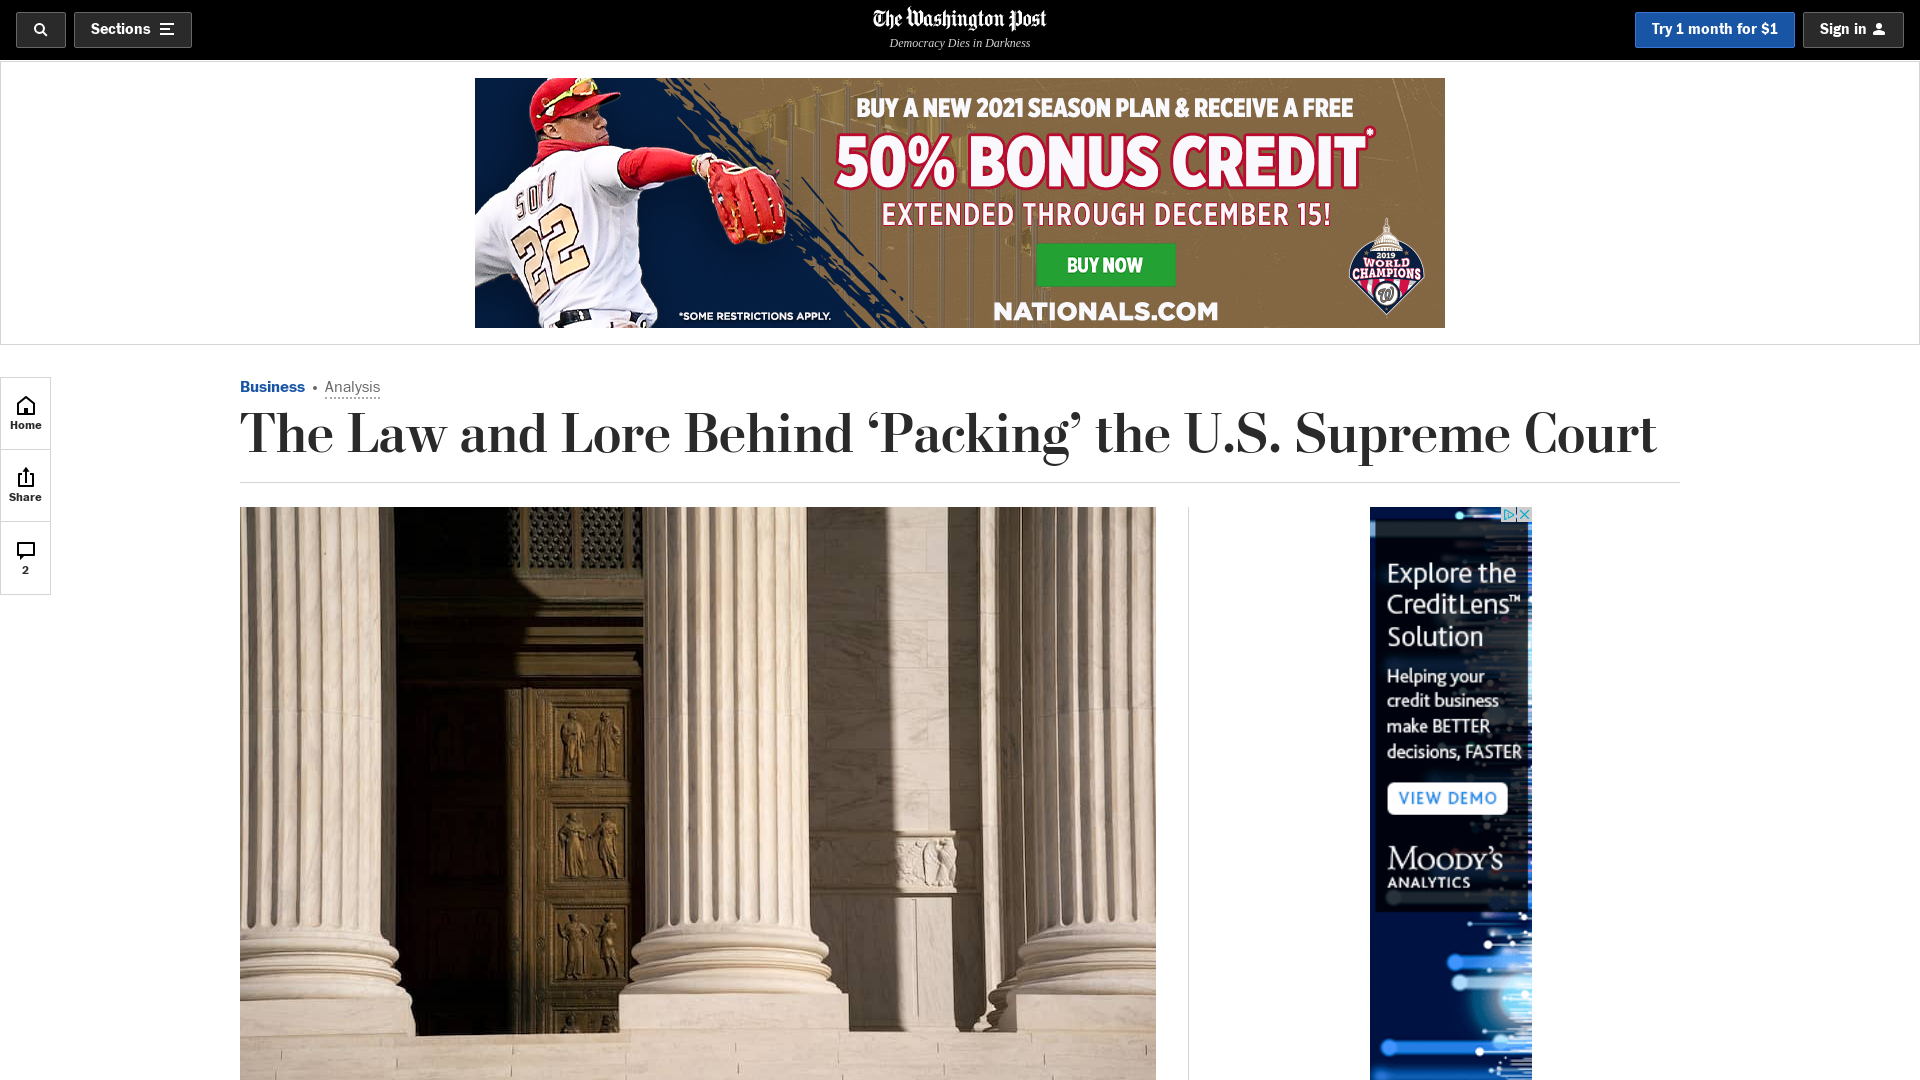 Sections
The Washington Post
Democracy Dies in Darkness
Try 1 month for $1
Sign in
BUY A NEW 2021 SEASON PLAN & RECEIVE A FREE
50% BONUS CREDIT*
EXTENDED THROUGH DECEMBER 15!
BUY NOW
NATIONALS.COM
*SOME RESTRICTIONS APPLY.
22
2019
WORLD
CHAMPIONS
W
Home
Share
2
Business • Analysis
The Law and Lore Behind ‘Packing’ the U.S. Supreme Court
Explore the
CreditLens™
Solution
Helping your
credit business
make BETTER
decisions, FASTER
VIEW DEMO
MOODY'S
ANALYTICS